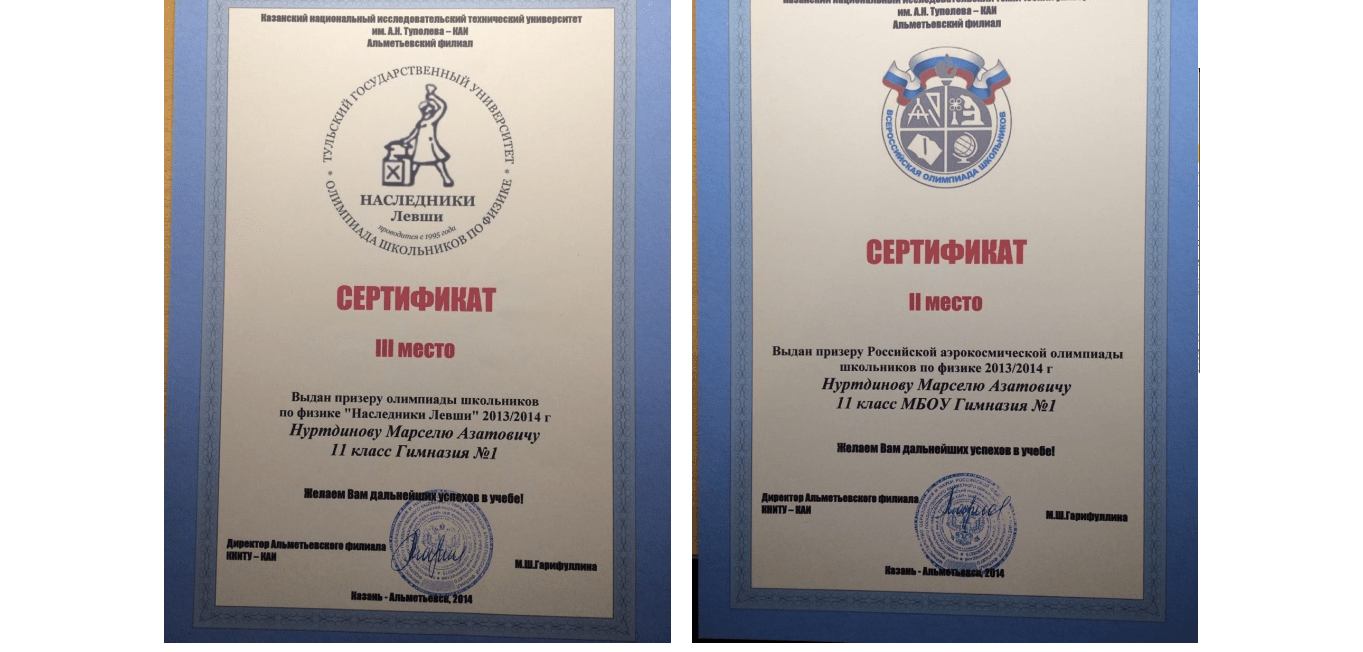 Казанский национальный исследовательский технический университет
им. А.Н. Туполева – КАИ
Альметьевский филиал
ТУЛЬСКИЙ ГОСУДАРСТВЕННЫЙ УНИВЕРСИТЕТ
НАСЛЕДНИКИ
Левши
проводится с 1995 года
ОЛИМПИАДА ШКОЛЬНИКОВ ПО ФИЗИКЕ
СЕРТИФИКАТ
III место
Выдан призеру олимпиады школьников
по физике "Наследники Левши" 2013/2014 г
Нуртдинову Марселю Азатовичу
11 класс Гимназия №1
Желаем Вам дальнейших успехов в учебе!
Директор Альметьевского филиала
КНИТУ – КАИ
М.Ш.Гарифуллина
Казань - Альметьевск, 2014
Казанский национальный исследовательский технический университет
им. А.Н. Туполева – КАИ
Альметьевский филиал
ВСЕРОССИЙСКАЯ ОЛИМПИАДА ШКОЛЬНИКОВ
СЕРТИФИКАТ
II место
Выдан призеру Российской аэрокосмической олимпиады
школьников по физике 2013/2014 г
Нуртдинову Марселю Азатовичу
11 класс МБОУ Гимназия №1
Желаем Вам дальнейших успехов в учебе!
Директор Альметьевского филиала
КНИТУ – КАИ
М.Ш.Гарифуллина
Казань - Альметьевск, 2014